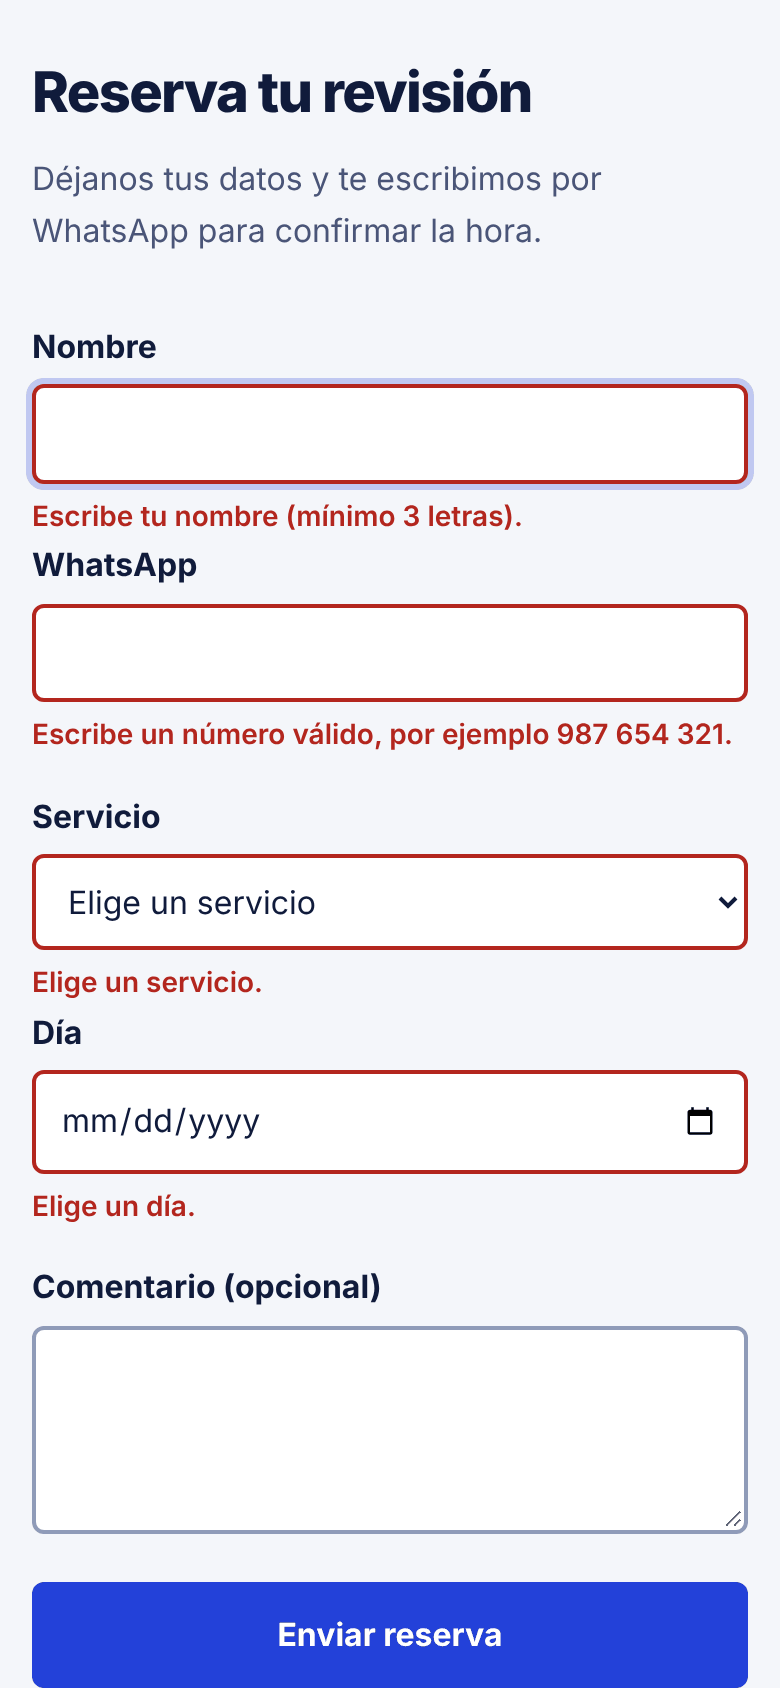 Reserva tu revisión
Déjanos tus datos y te escribimos por
WhatsApp para confirmar la hora.
Nombre
Escribe tu nombre (mínimo 3 letras).
WhatsApp
Escribe un número válido, por ejemplo 987 654 321.
Servicio
Elige un servicio
Elige un servicio.
Día
mm/dd/yyyy
Elige un día.
Comentario (opcional)
Enviar reserva